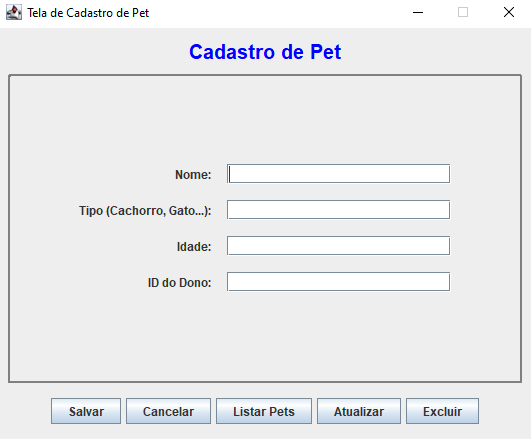 Tela de Cadastro de Pet
Cadastro de Pet
Nome:
Tipo (Cachorro, Gato...):
Idade:
ID do Dono:
Salvar Cancelar Listar Pets Atualizar Excluir